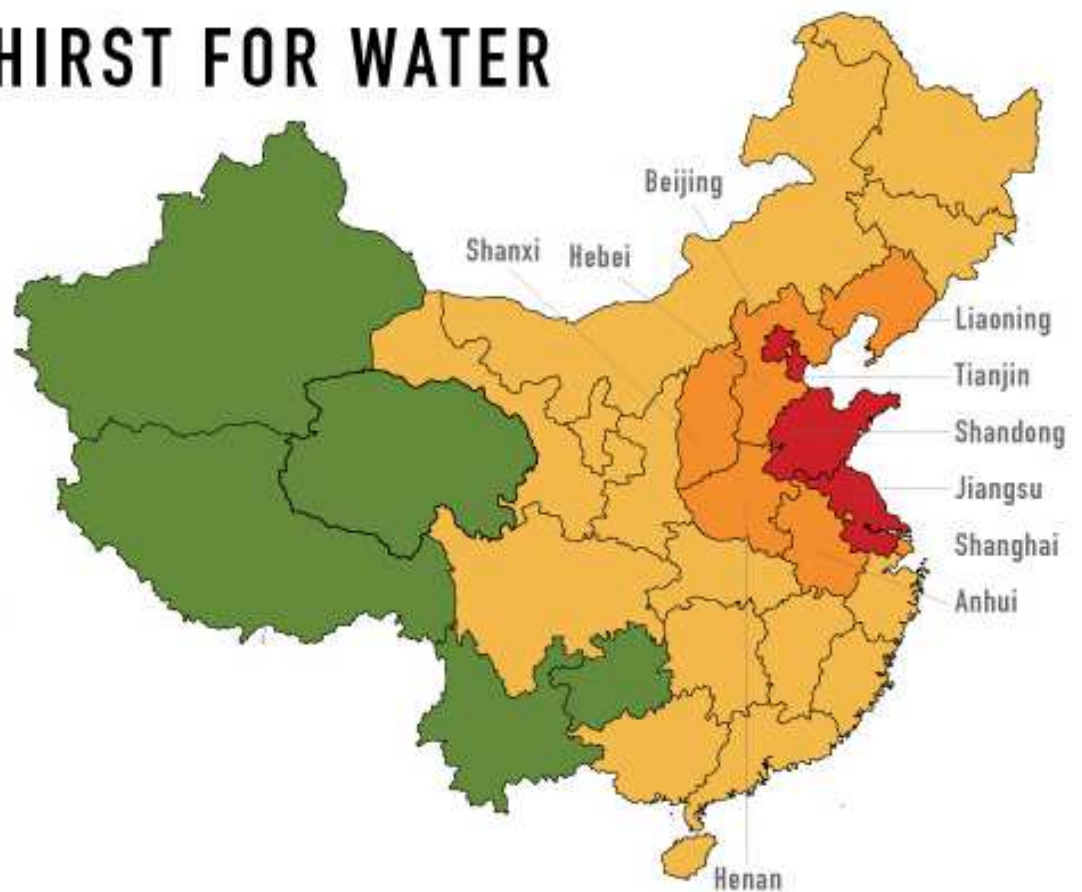 HIRST FOR WATER
Beijing
Shanxi
Hebei
Liaoning
Tianjin
Shandong
Jiangsu
Shanghai
Anhui
Henan